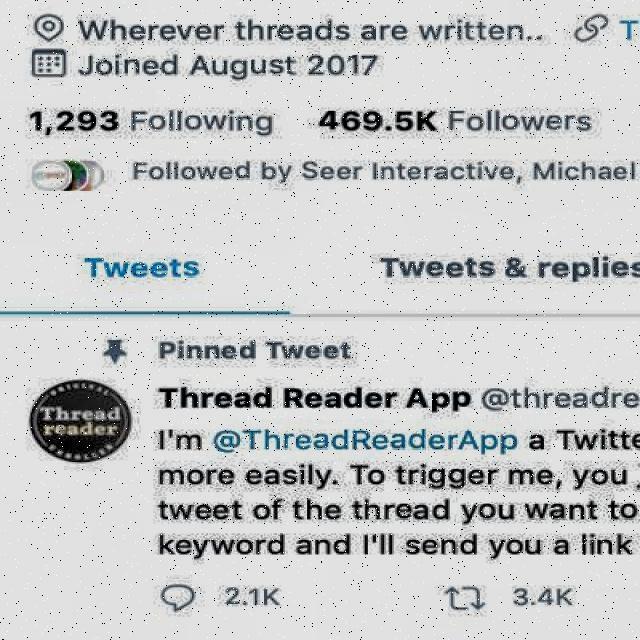 Wherever threads are written.. T
Joined August 2017
1,293 Following 469.5K Followers
Followed by Seer Interactive, Michael
Tweets Tweets & replies
Pinned Tweet
Thread Reader App @threadre
Thread
reader
I'm @ThreadReaderApp a Twitte
more easily. To trigger me, you j
tweet of the thread you want to
keyword and I'll send you a link
2.1K 3.4K